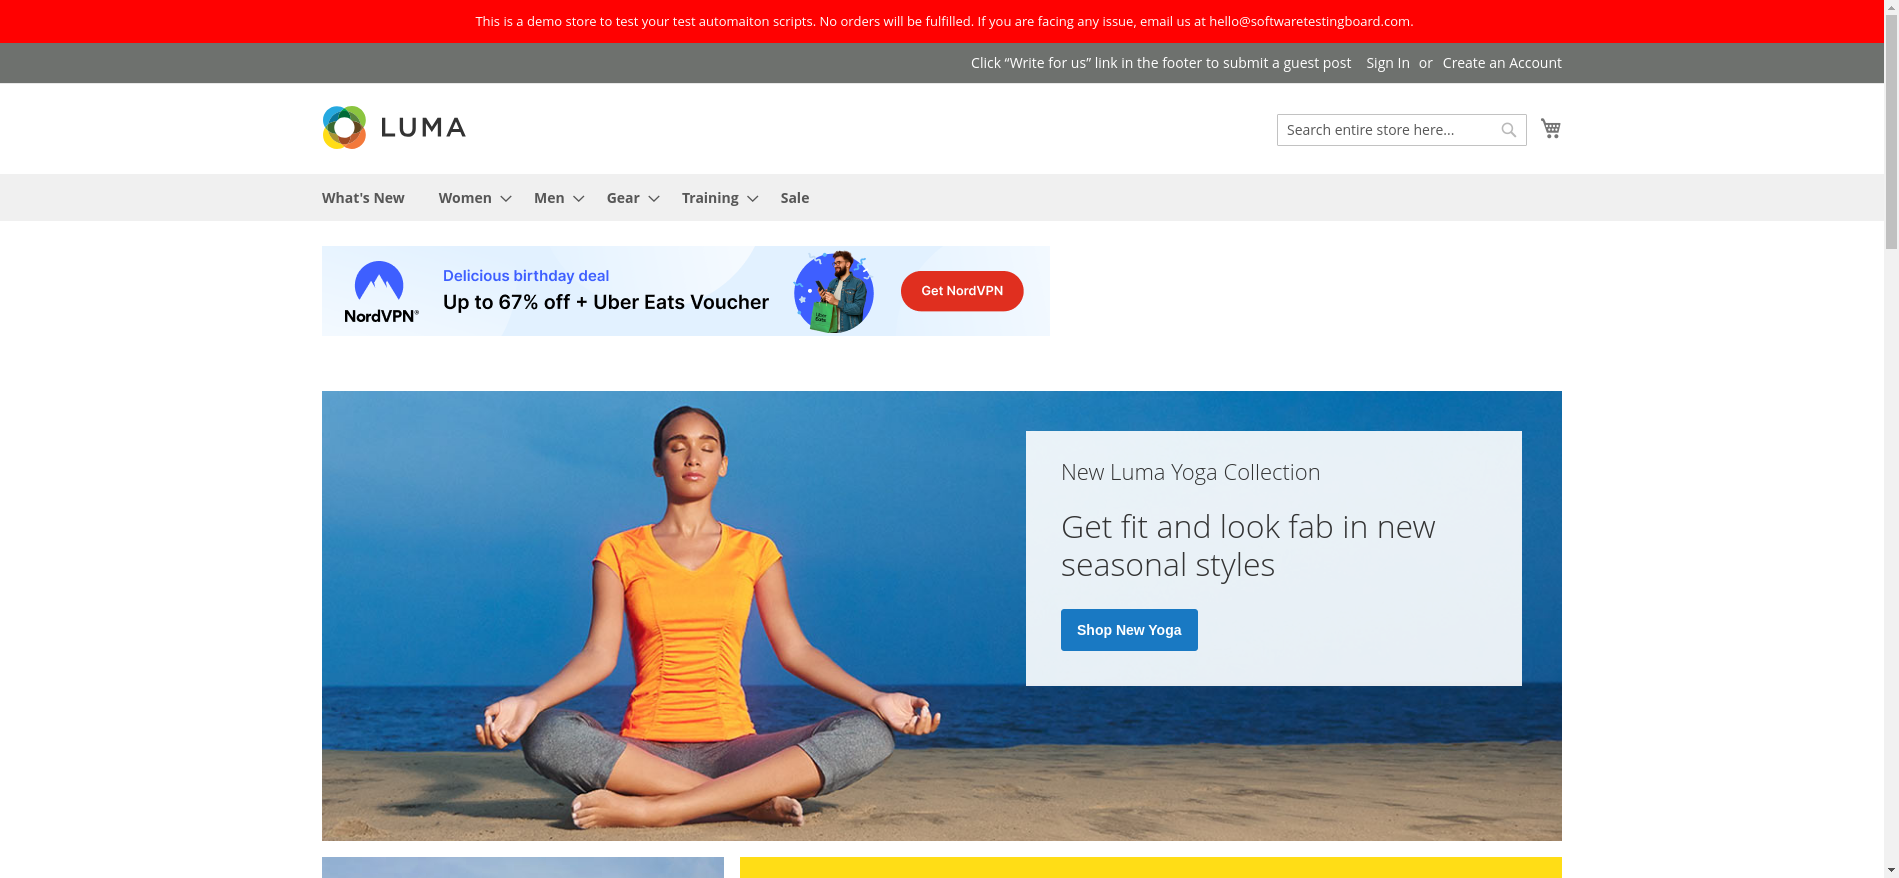 This is a demo store to test your test automaiton scripts. No orders will be fulfilled. If you are facing any issue, email us at hello@softwaretestingboard.com.
Click “Write for us” link in the footer to submit a guest post Sign In or Create an Account
LUMA
Search entire store here...
What's New Women Men Gear Training Sale
NordVPN®
Delicious birthday deal
Up to 67% off + Uber Eats Voucher
Uber
Eats
Get NordVPN
New Luma Yoga Collection
Get fit and look fab in new
seasonal styles
Shop New Yoga